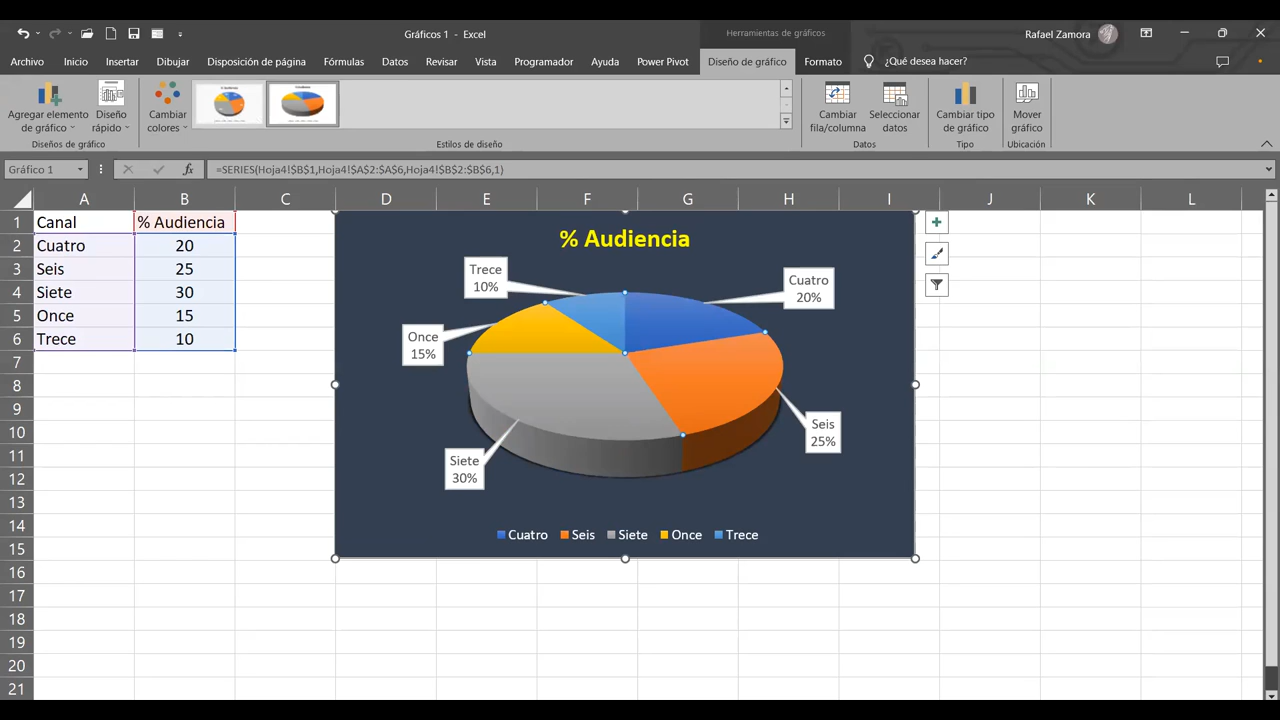 Gráficos 1 - Excel
Herramientas de gráficos
Rafael Zamora
Archivo
Inicio
Insertar
Dibujar
Disposición de página
Fórmulas
Datos
Revisar
Vista
Programador
Ayuda
Power Pivot
Diseño de gráfico
Formato
¿Qué desea hacer?
Agregar elemento
de gráfico
Diseño
rápido
Cambiar
colores
Cambiar
fila/columna
Seleccionar
datos
Cambiar tipo
de gráfico
Mover
gráfico
Diseños de gráfico
Estilos de diseño
Datos
Tipo
Ubicación
Gráfico 1
fx
=SERIES(Hoja4!$B$1,Hoja4!$A$2:$A$6,Hoja4!$B$2:$B$6,1)
A B C D E F G H I J K L
1 Canal % Audiencia
2 Cuatro 20
3 Seis 25
4 Siete 30
5 Once 15
6 Trece 10
7
8
9
10
11
12
13
14
15
16
17
18
19
20
21
% Audiencia
Trece
10%
Cuatro
20%
Once
15%
Seis
25%
Siete
30%
Cuatro Seis Siete Once Trece